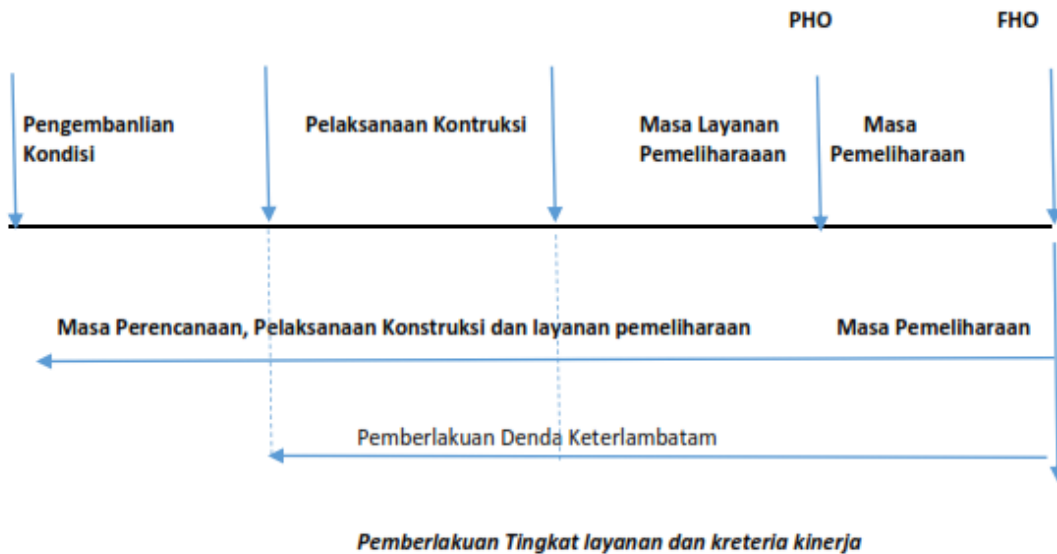 PHO FHO
Pengembanlian
Kondisi
Pelaksanaan Kontruksi
Masa Layanan
Pemeliharaaan
Masa
Pemeliharaan
Masa Perencanaan, Pelaksanaan Konstruksi dan layanan pemeliharaan
Masa Pemeliharaan
Pemberlakuan Denda Keterlambatam
Pemberlakuan Tingkat layanan dan kreteria kinerja